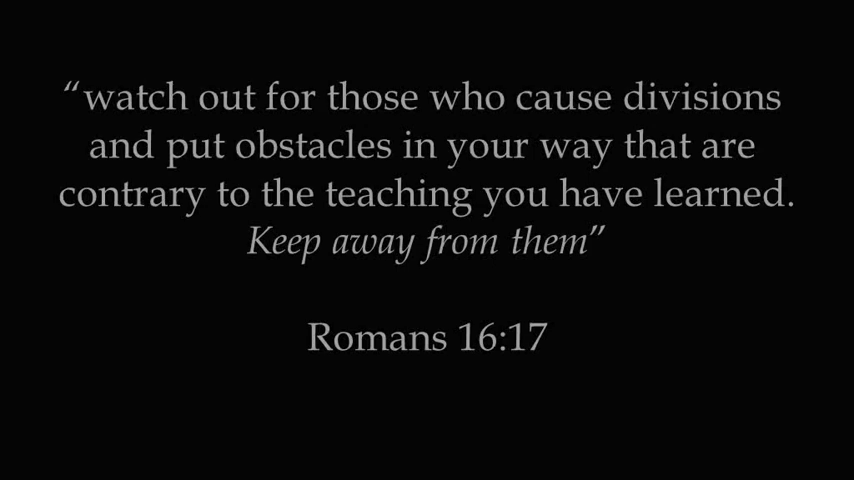 “watch out for those who cause divisions
and put obstacles in your way that are
contrary to the teaching you have learned.
Keep away from them”
Romans 16:17